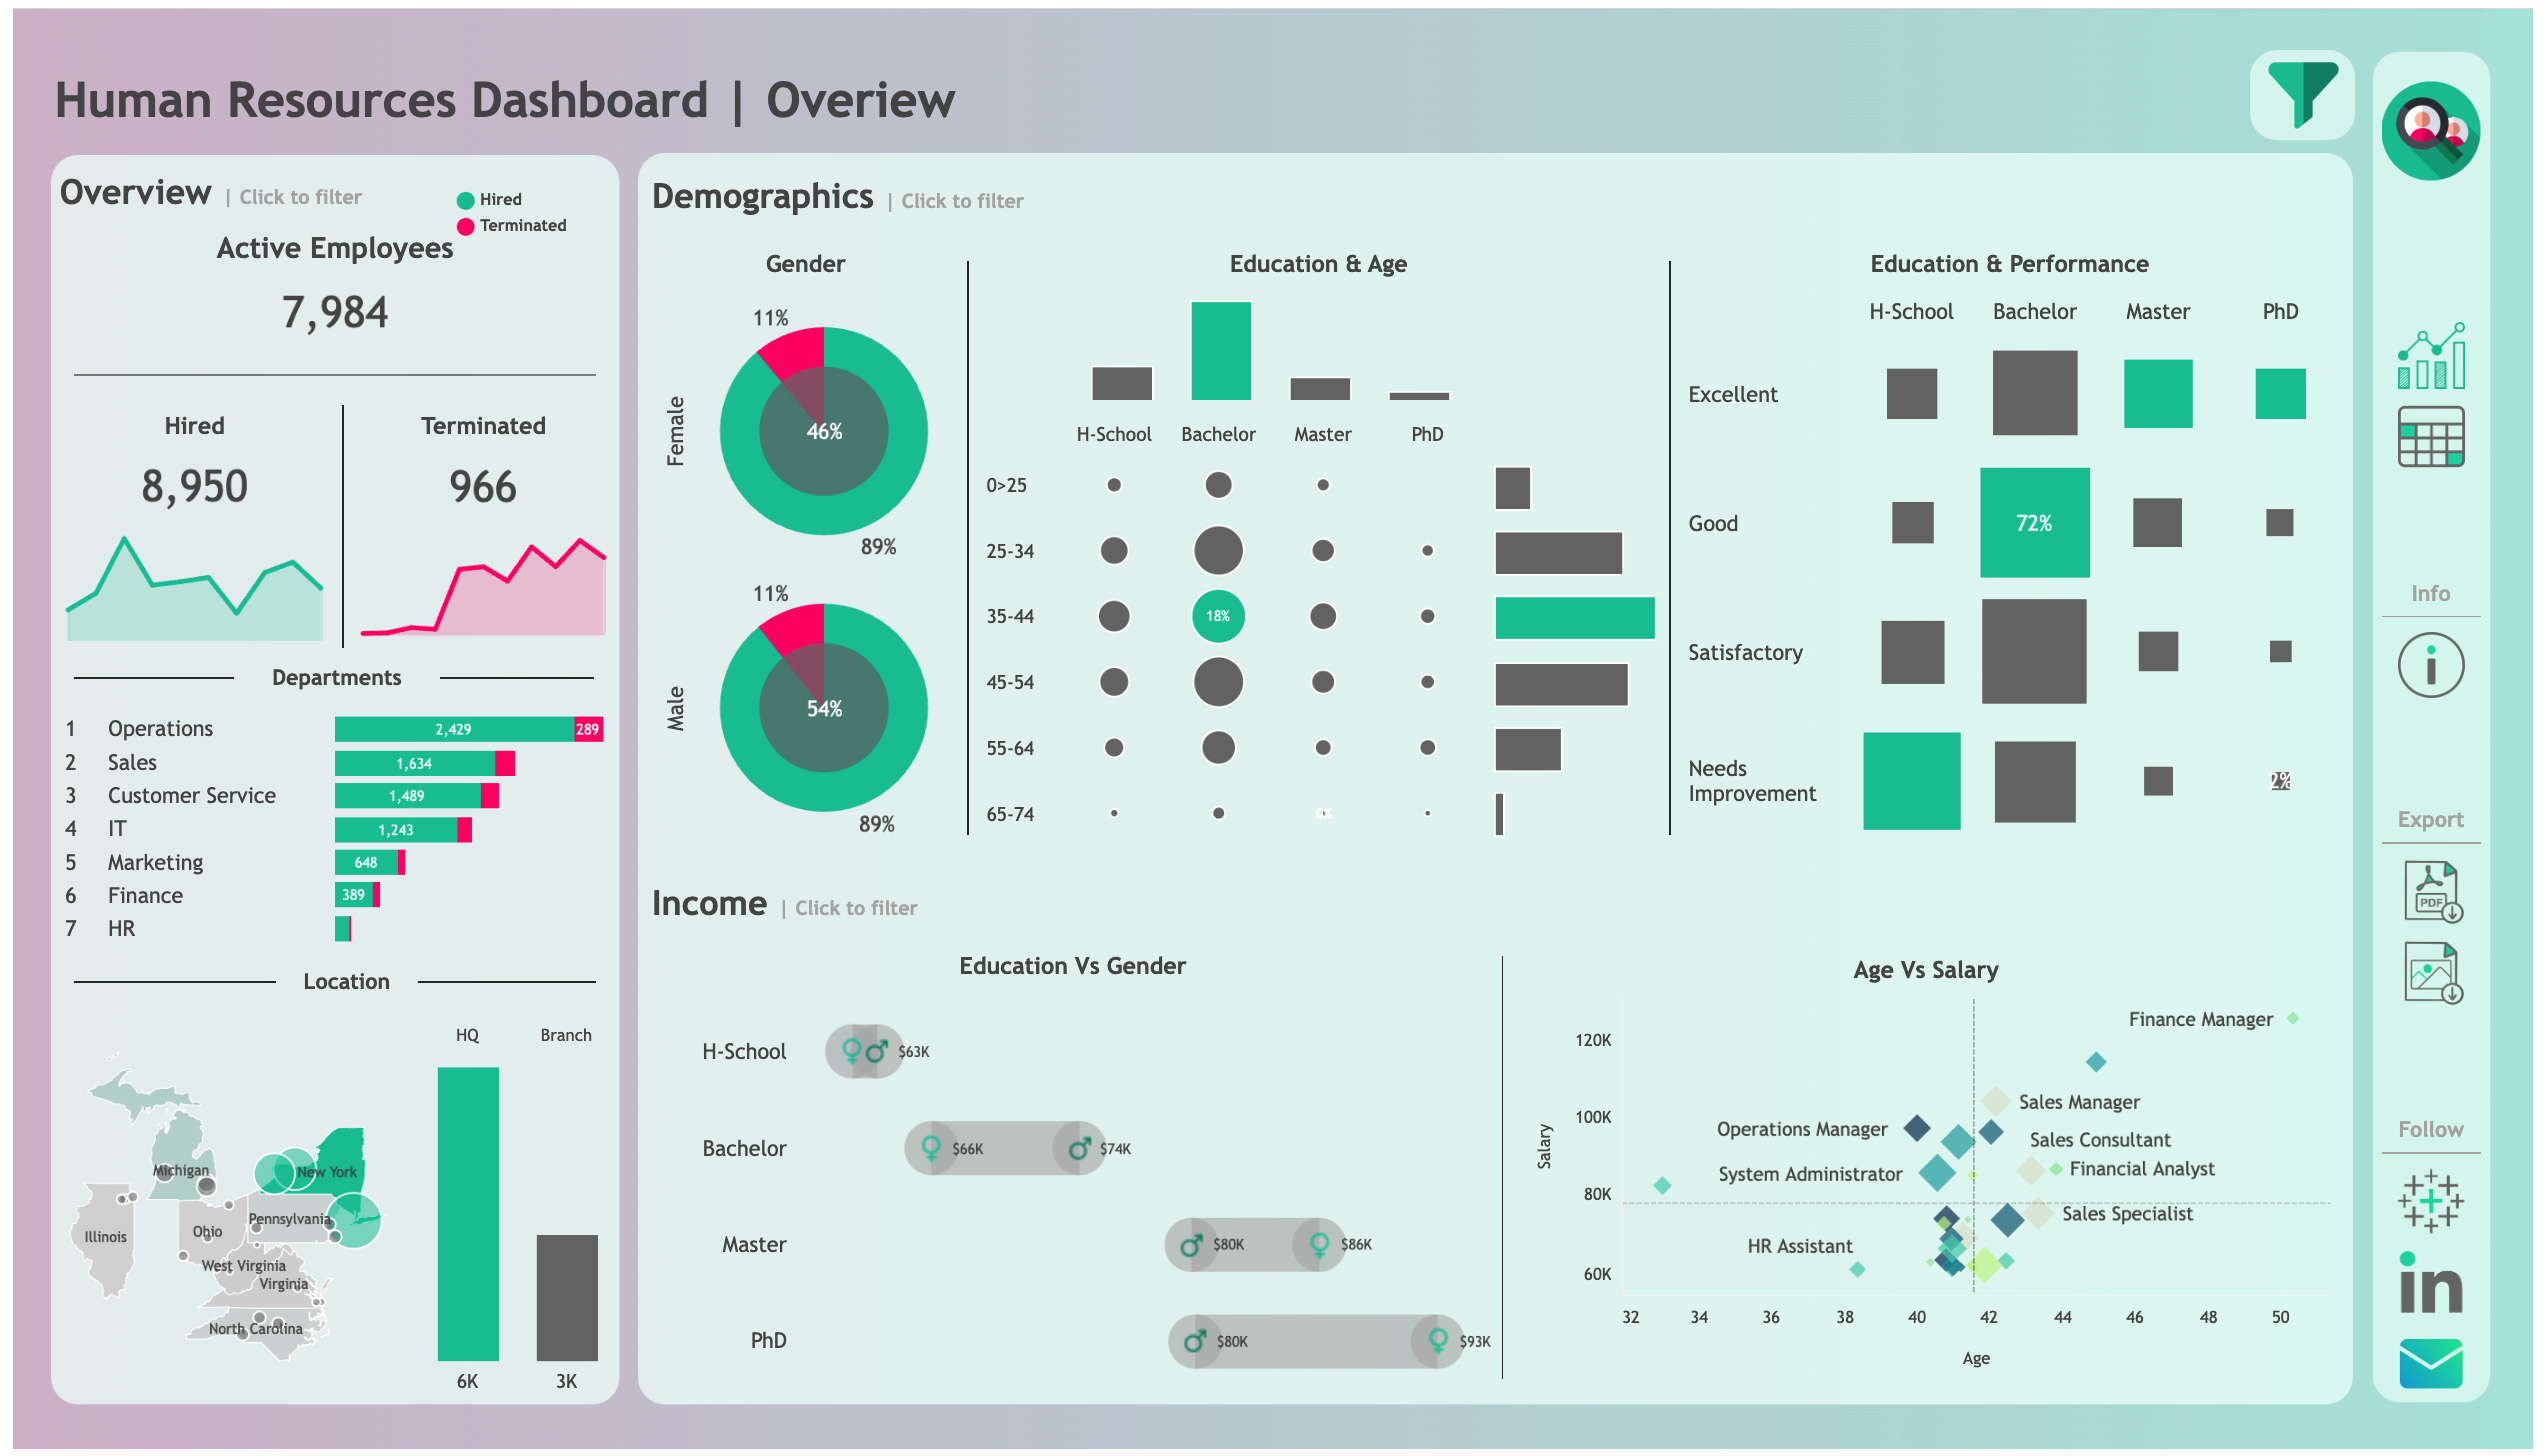 Human Resources Dashboard | Overiew
Overview | Click to filter
Hired
Terminated
Active Employees
7,984
Hired
8,950
Terminated
966
Departments
1 Operations 2,429 289
2 Sales 1,634
3 Customer Service 1,489
4 IT 1,243
5 Marketing 648
6 Finance 389
7 HR
Location
HQ Branch
Michigan
New York
Illinois
Ohio
Pennsylvania
West Virginia
Virginia
North Carolina
6K 3K
Demographics | Click to filter
Gender
Female
11%
46%
89%
Male
11%
54%
89%
Education & Age
H-School Bachelor Master PhD
0>25
25-34
35-44 18%
45-54
55-64
65-74
Education & Performance
H-School Bachelor Master PhD
Excellent
Good 72%
Satisfactory
Needs
Improvement 2%
Income | Click to filter
Education Vs Gender
H-School $63K
Bachelor $66K $74K
Master $80K $86K
PhD $80K $93K
Age Vs Salary
Salary
120K
100K
80K
60K
Finance Manager
Sales Manager
Operations Manager
Sales Consultant
System Administrator
Financial Analyst
Sales Specialist
HR Assistant
32 34 36 38 40 42 44 46 48 50
Age
Info
Export
PDF
Follow
in